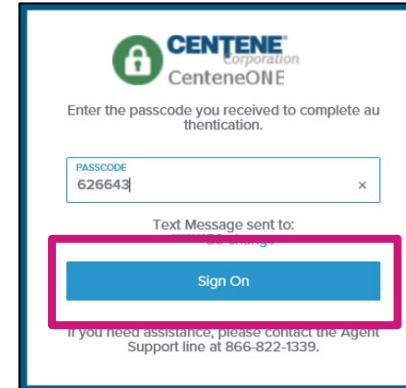 CENTENE®
Corporation
CenteneONE
Enter the passcode you received to complete au
thentication.
PASSCODE
626643
×
Text Message sent to:
Sign On
If you need assistance, please contact the Agent
Support line at 866-822-1339.